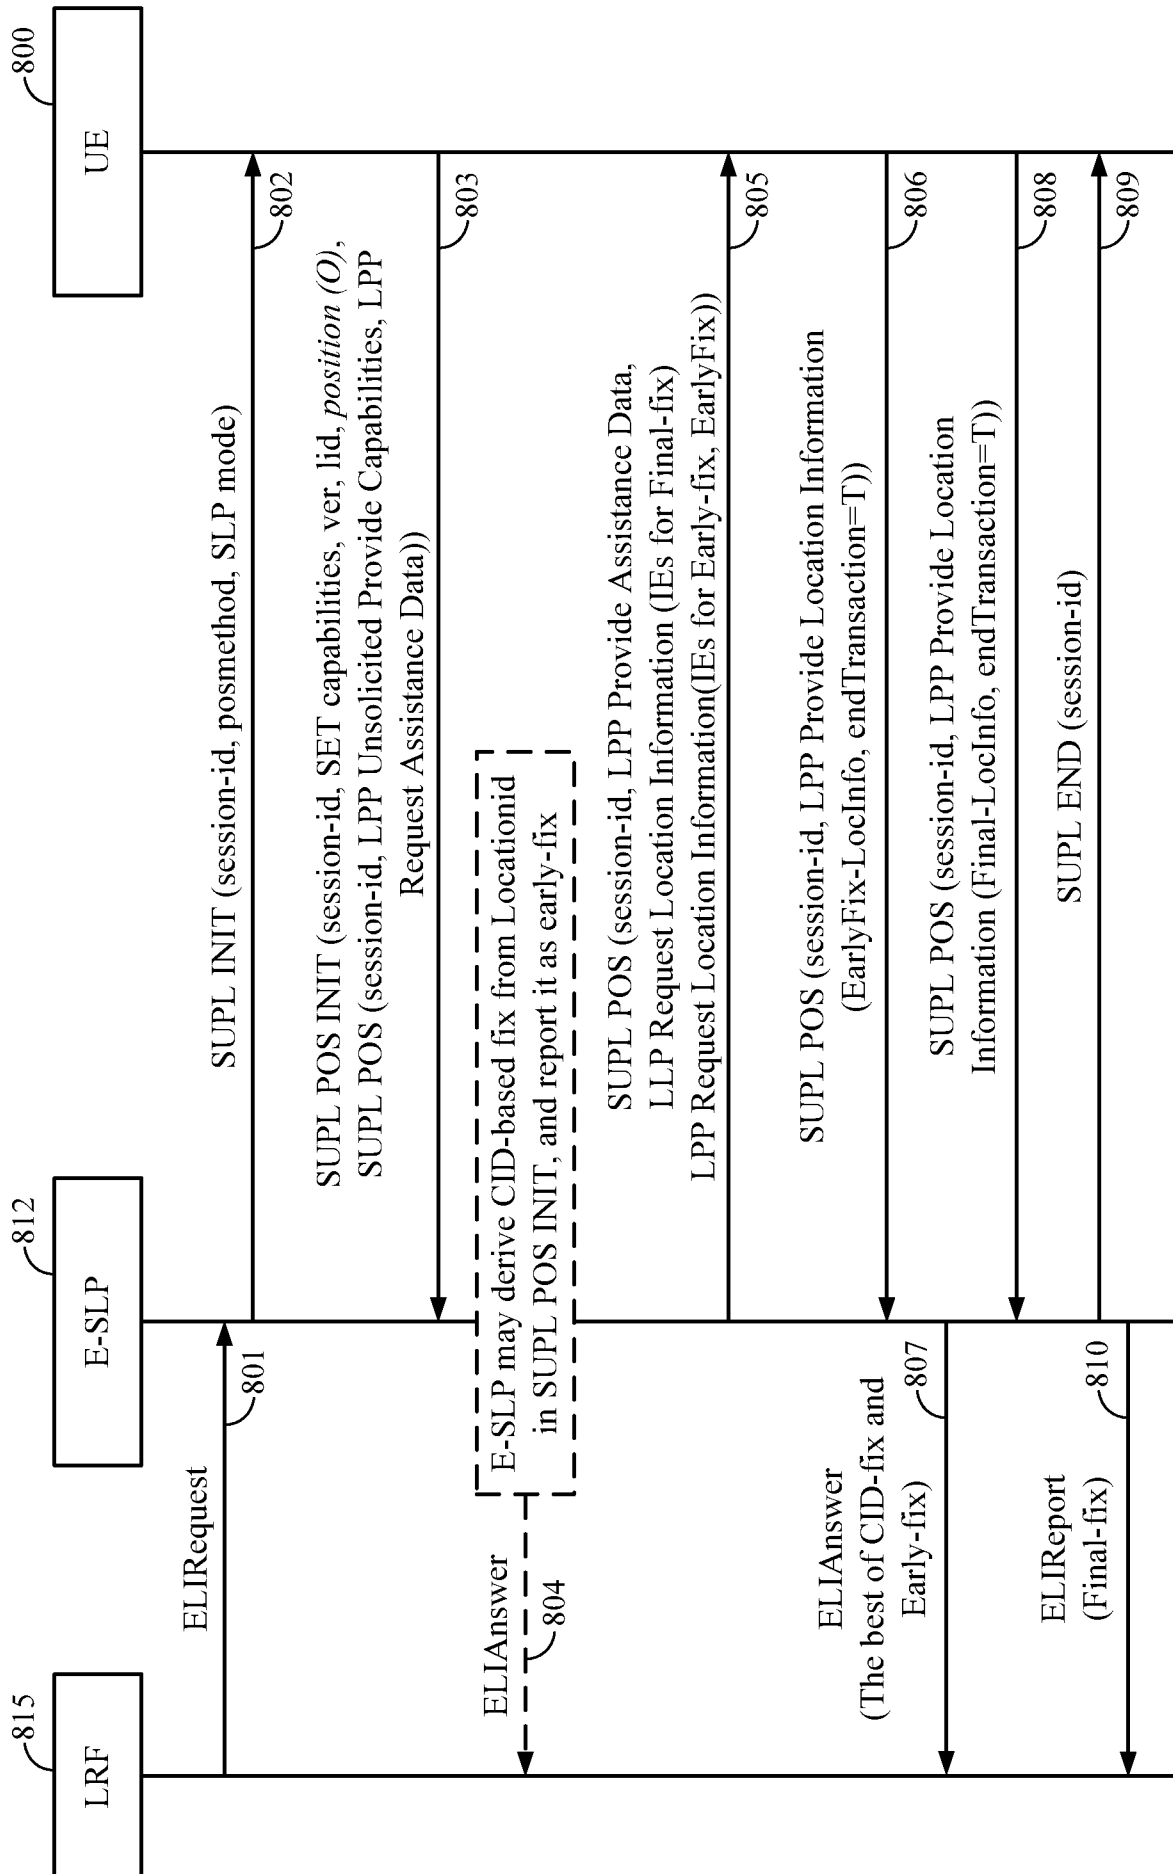 LRF
815
E-SLP
812
UE
800
ELIRequest
801
SUPL INIT (session-id, posmethod, SLP mode)
802
SUPL POS INIT (session-id, SET capabilities, ver, lid, position (O),
SUPL POS (session-id, LPP Unsolicited Provide Capabilities, LPP
Request Assistance Data))
803
E-SLP may derive CID-based fix from Locationid
in SUPL POS INIT, and report it as early-fix
ELIAnswer
804
SUPL POS (session-id, LPP Provide Assistance Data,
LLP Request Location Information (IEs for Final-fix)
LPP Request Location Information(IEs for Early-fix, EarlyFix))
805
SUPL POS (session-id, LPP Provide Location Information
(EarlyFix-LocInfo, endTransaction=T))
806
ELIAnswer
(The best of CID-fix and
Early-fix)
807
SUPL POS (session-id, LPP Provide Location
Information (Final-LocInfo, endTransaction=T))
808
SUPL END (session-id)
809
ELIReport
(Final-fix)
810